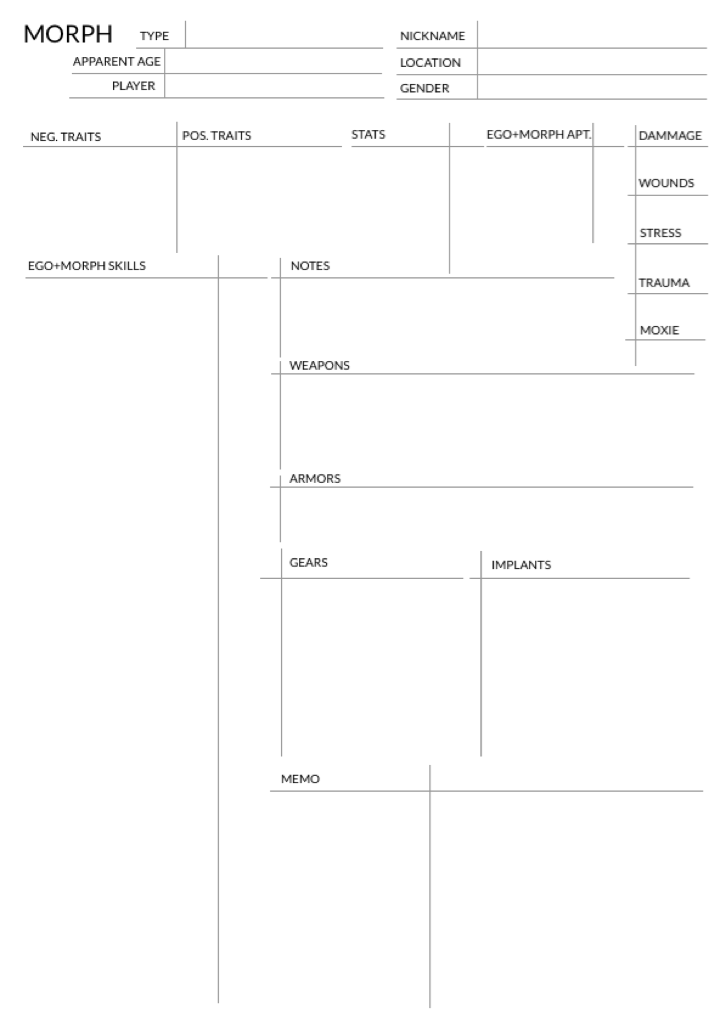 MORPH TYPE
NICKNAME
APPARENT AGE
LOCATION
PLAYER
GENDER
NEG. TRAITS
POS. TRAITS
STATS
EGO+MORPH APT.
DAMMAGE
WOUNDS
STRESS
TRAUMA
MOXIE
EGO+MORPH SKILLS
NOTES
WEAPONS
ARMORS
GEARS
IMPLANTS
MEMO